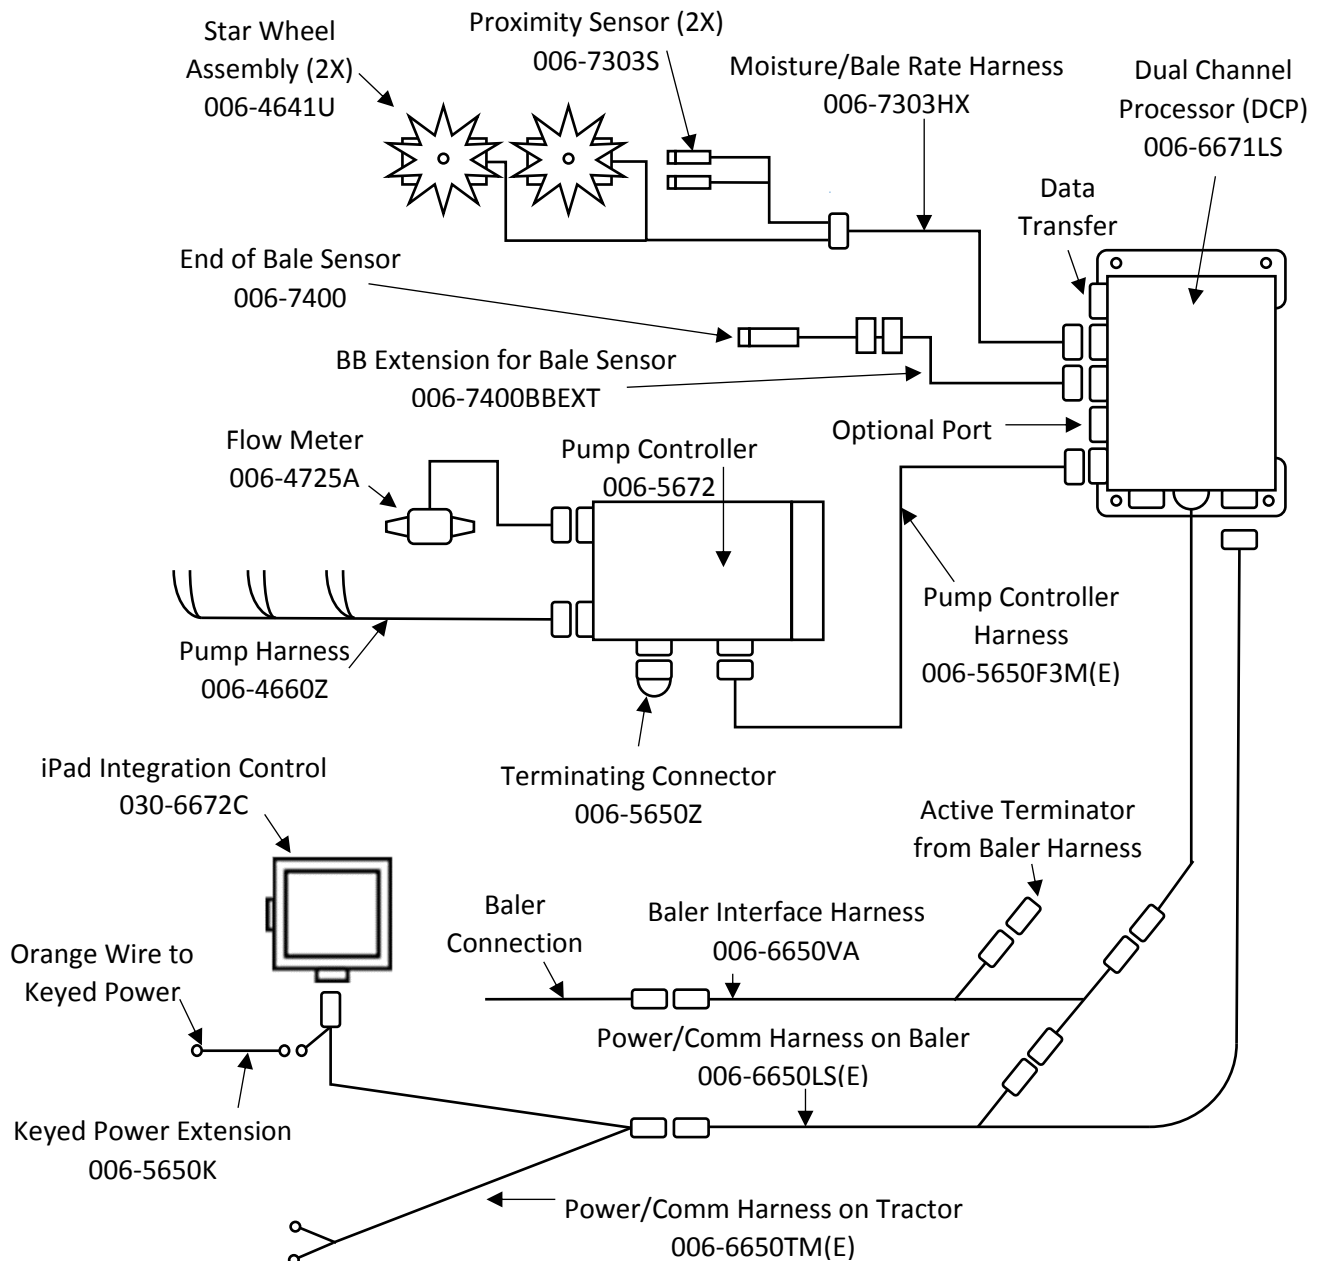 Star Wheel
Assembly (2X)
006-4641U
Proximity Sensor (2X)
006-7303S
Moisture/Bale Rate Harness
006-7303HX
Dual Channel
Processor (DCP)
006-6671LS
Data
Transfer
End of Bale Sensor
006-7400
BB Extension for Bale Sensor
006-7400BBEXT
Optional Port
Flow Meter
006-4725A
Pump Controller
006-5672
Pump Harness
006-4660Z
Pump Controller
Harness
006-5650F3M(E)
Terminating Connector
006-5650Z
iPad Integration Control
030-6672C
Active Terminator
from Baler Harness
Baler
Connection
Baler Interface Harness
006-6650VA
Orange Wire to
Keyed Power
Power/Comm Harness on Baler
006-6650LS(E)
Keyed Power Extension
006-5650K
Power/Comm Harness on Tractor
006-6650TM(E)